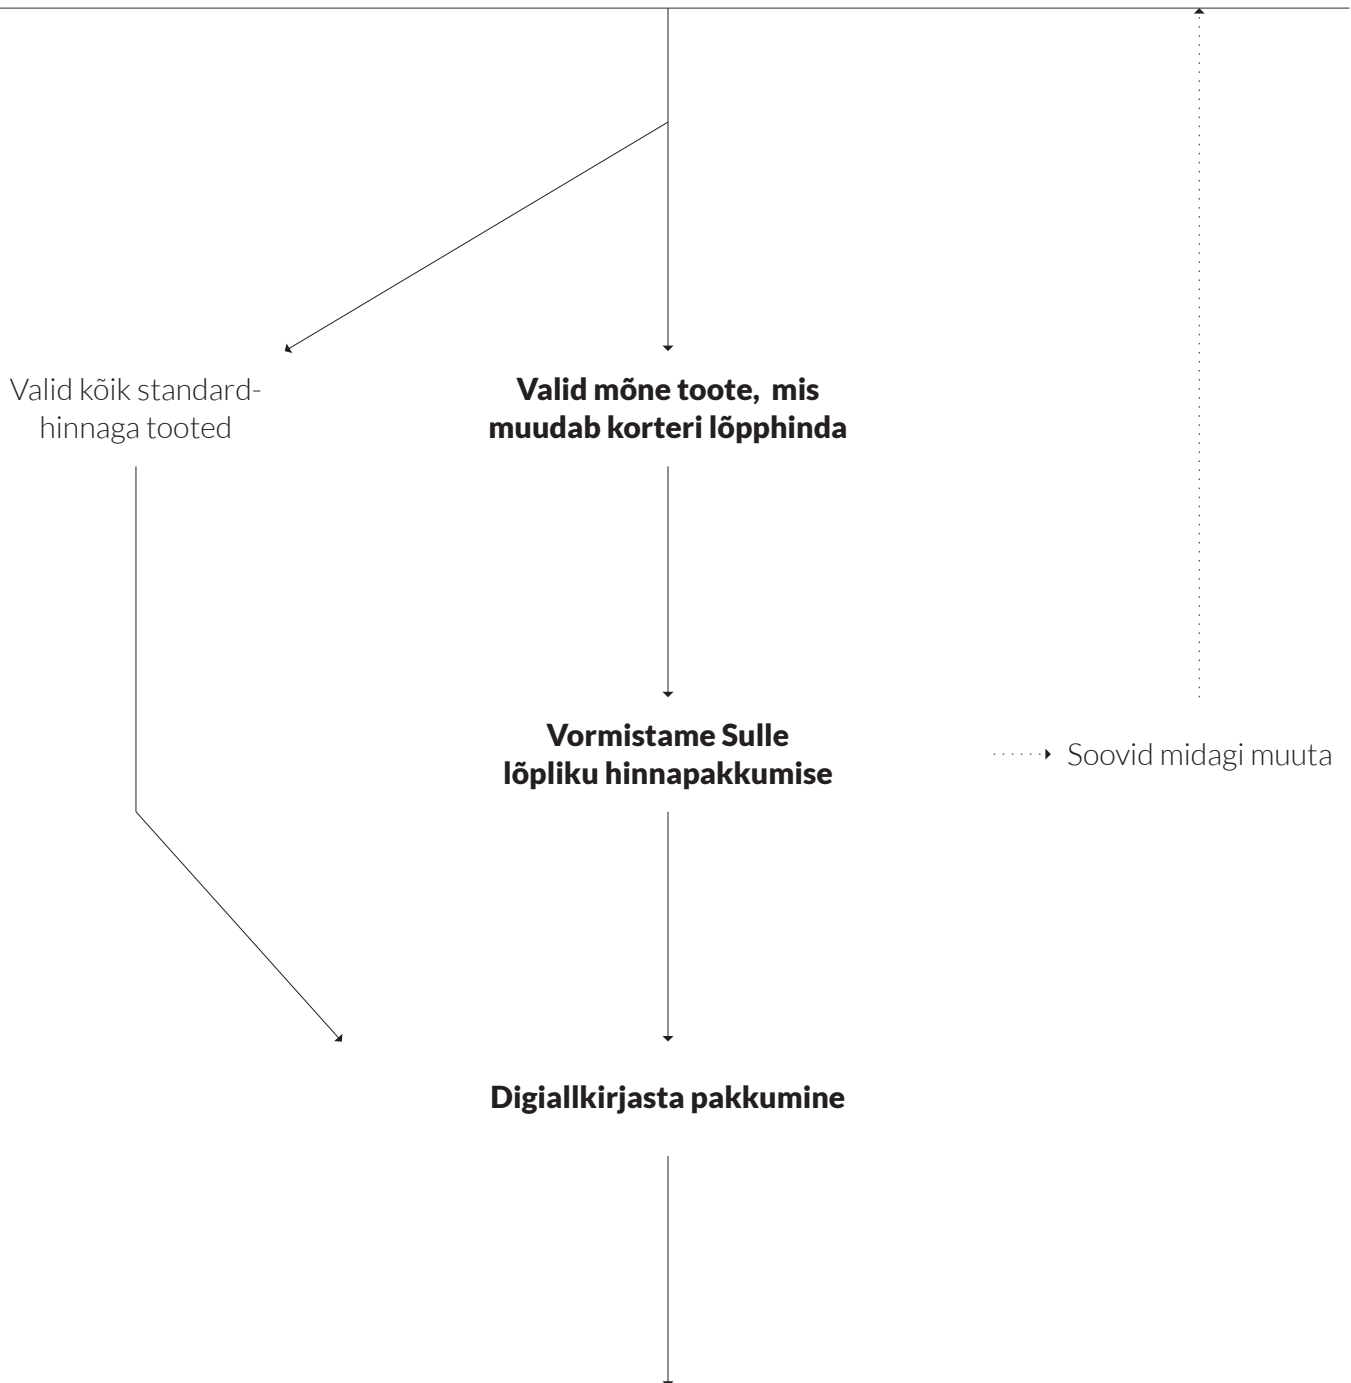 Valid kõik standard-
hinnaga tooted
Valid mõne toote, mis
muudab korteri lõpphinda
Vormistame Sulle
lõpliku hinnapakkumise
Soovid midagi muuta
Digiallkirjasta pakkumine